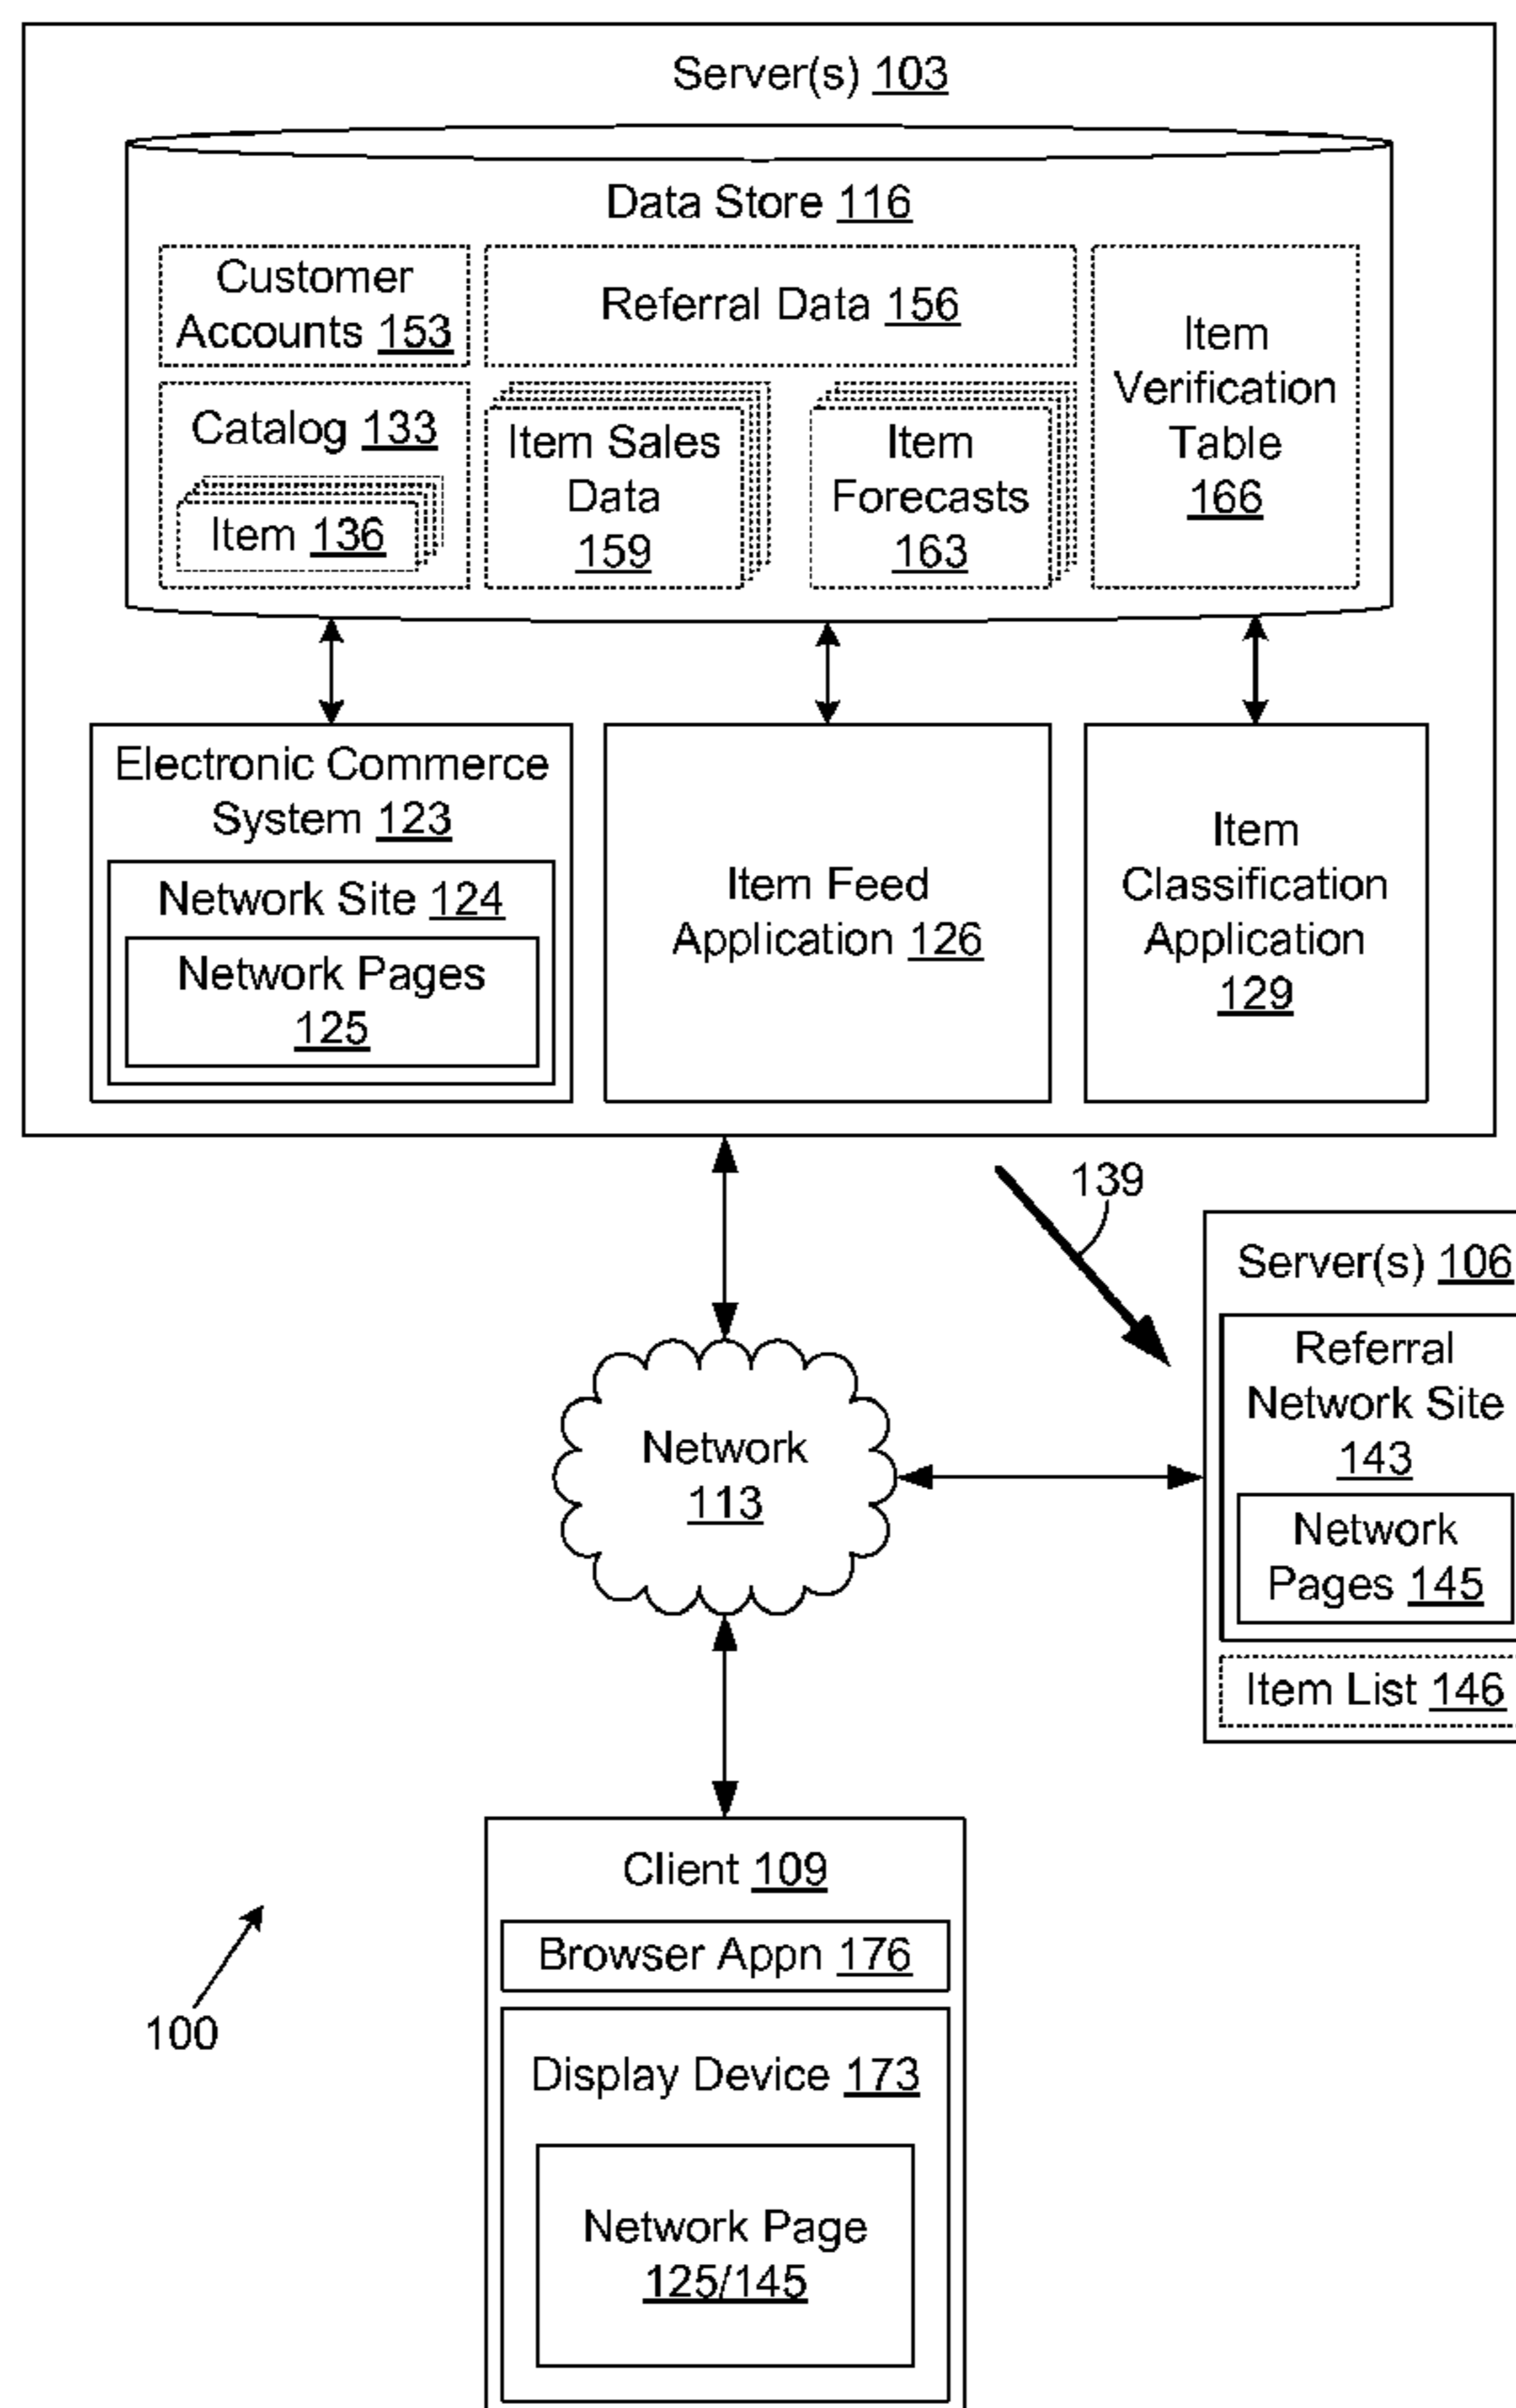 Server(s) 103
Data Store 116
Customer
Accounts 153
Referral Data 156
Item
Verification
Table
166
Catalog 133
Item 136
Item Sales
Data
159
Item
Forecasts
163
Electronic Commerce
System 123
Network Site 124
Network Pages
125
Item Feed
Application 126
Item
Classification
Application
129
139
Server(s) 106
Referral
Network Site
143
Network
Pages 145
Item List 146
Network
113
Client 109
Browser Appn 176
Display Device 173
Network Page
125/145
100